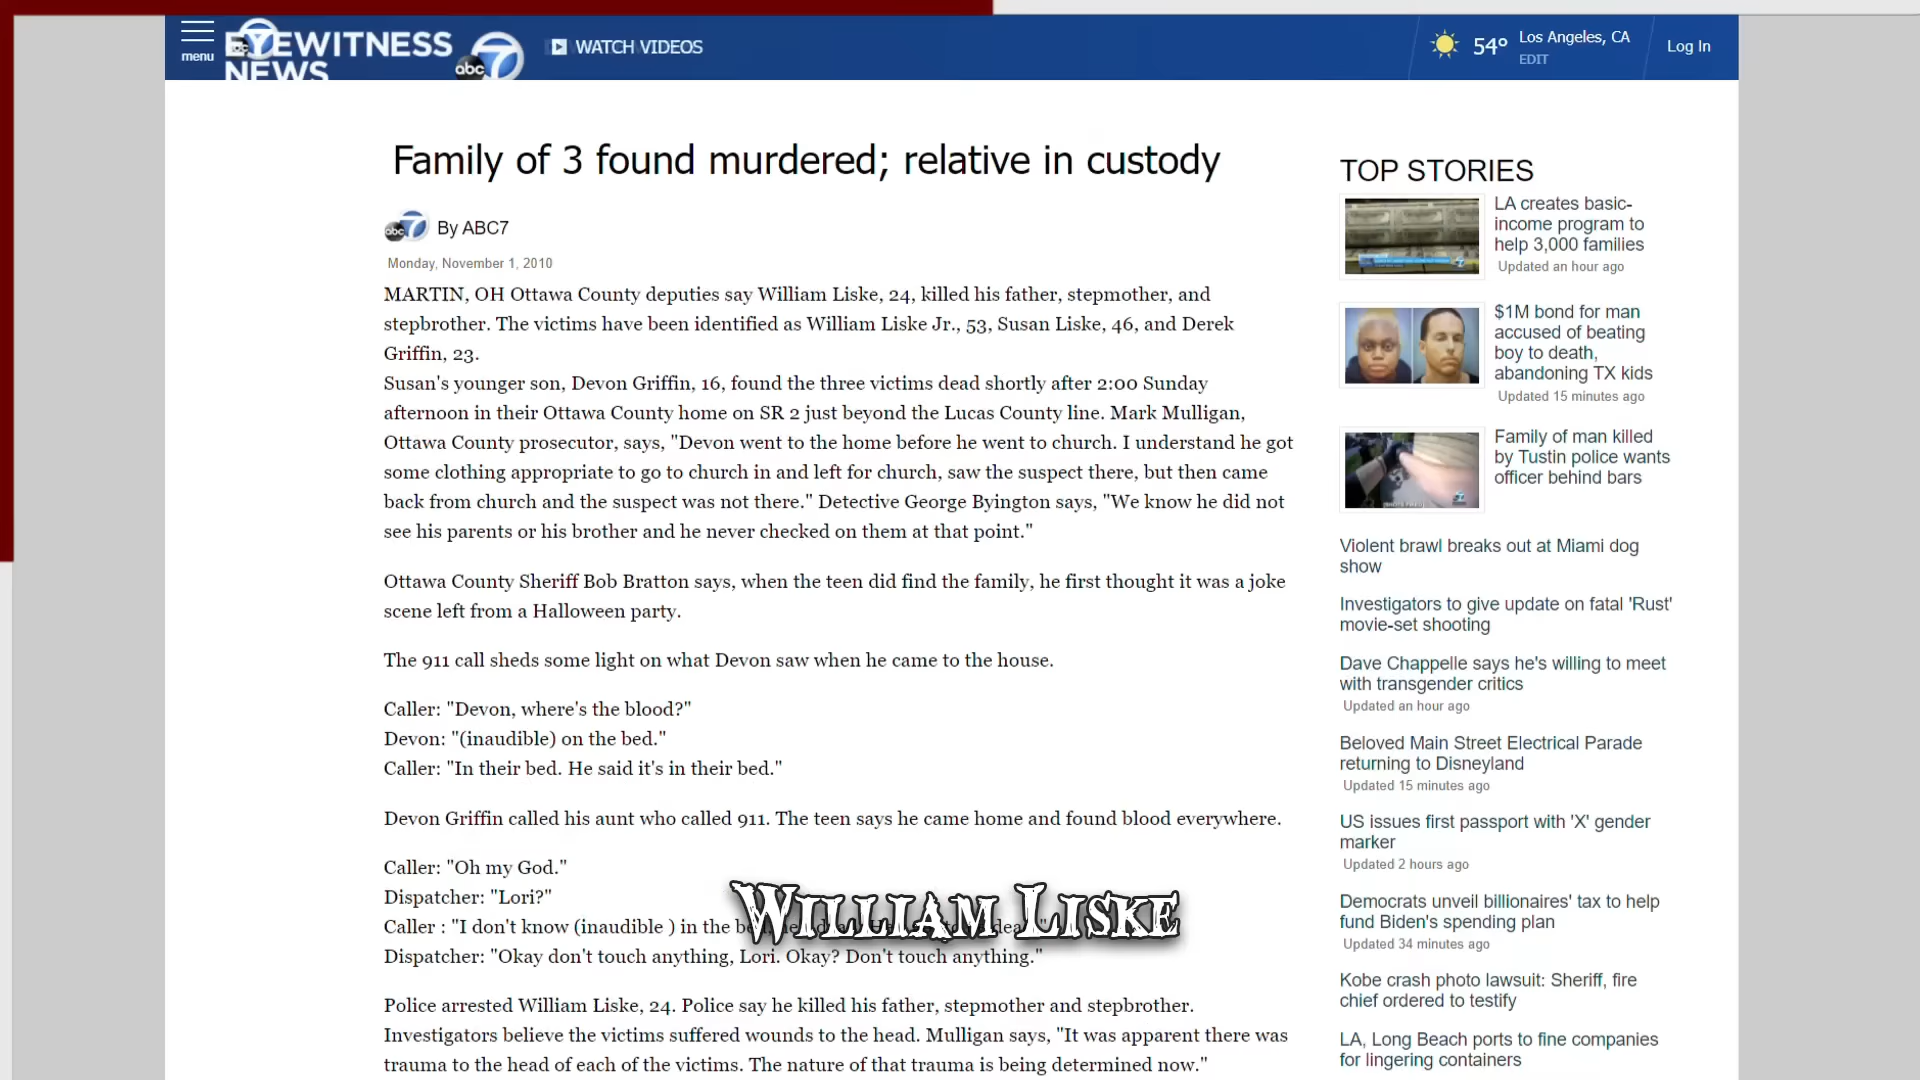 menu
EYEWITNESS
NEWS
abc
WATCH VIDEOS
54°
Los Angeles, CA
EDIT
Log In
Family of 3 found murdered; relative in custody
abc 7
By ABC7
Monday, November 1, 2010
MARTIN, OH Ottawa County deputies say William Liske, 24, killed his father, stepmother, and
stepbrother. The victims have been identified as William Liske Jr., 53, Susan Liske, 46, and Derek
Griffin, 23.
Susan's younger son, Devon Griffin, 16, found the three victims dead shortly after 2:00 Sunday
afternoon in their Ottawa County home on SR 2 just beyond the Lucas County line. Mark Mulligan,
Ottawa County prosecutor, says, "Devon went to the home before he went to church. I understand he got
some clothing appropriate to go to church in and left for church, saw the suspect there, but then came
back from church and the suspect was not there." Detective George Byington says, "We know he did not
see his parents or his brother and he never checked on them at that point."
Ottawa County Sheriff Bob Bratton says, when the teen did find the family, he first thought it was a joke
scene left from a Halloween party.
The 911 call sheds some light on what Devon saw when he came to the house.
Caller: "Devon, where's the blood?"
Devon: "(inaudible) on the bed."
Caller: "In their bed. He said it's in their bed."
Devon Griffin called his aunt who called 911. The teen says he came home and found blood everywhere.
Caller: "Oh my God."
Dispatcher: "Lori?"
Caller : "I don't know (inaudible ) in the
William Liske
Dispatcher: "Okay don't touch anything, Lori. Okay? Don't touch anything."
Police arrested William Liske, 24. Police say he killed his father, stepmother and stepbrother.
Investigators believe the victims suffered wounds to the head. Mulligan says, "It was apparent there was
trauma to the head of each of the victims. The nature of that trauma is being determined now."
TOP STORIES
LA creates basic-
income program to
help 3,000 families
Updated an hour ago
$1M bond for man
accused of beating
boy to death,
abandoning TX kids
Updated 15 minutes ago
Family of man killed
by Tustin police wants
officer behind bars
Violent brawl breaks out at Miami dog
show
Investigators to give update on fatal 'Rust'
movie-set shooting
Dave Chappelle says he's willing to meet
with transgender critics
Updated an hour ago
Beloved Main Street Electrical Parade
returning to Disneyland
Updated 15 minutes ago
US issues first passport with 'X' gender
marker
Updated 2 hours ago
Democrats unveil billionaires' tax to help
fund Biden's spending plan
Updated 34 minutes ago
Kobe crash photo lawsuit: Sheriff, fire
chief ordered to testify
LA, Long Beach ports to fine companies
for lingering containers